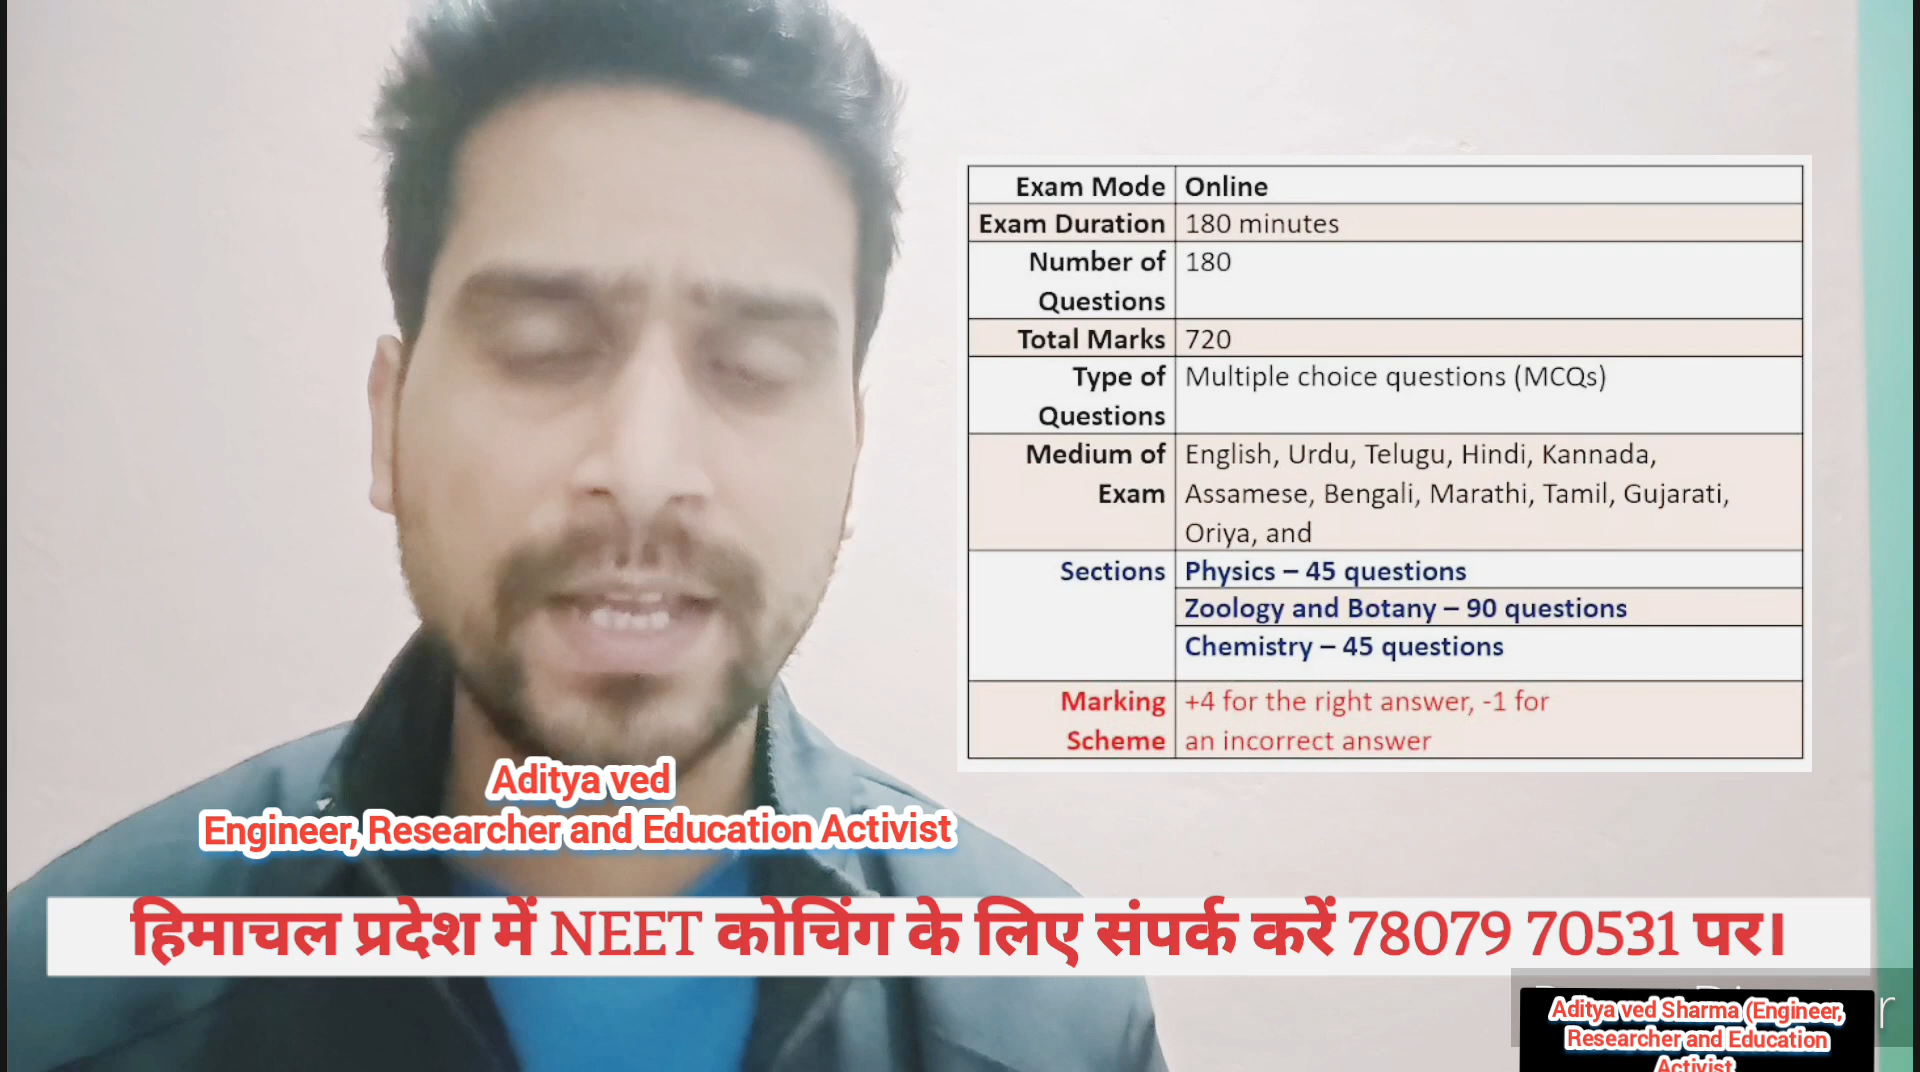 Exam Mode Online
Exam Duration 180 minutes
Number of 180
Questions
Total Marks 720
Type of Multiple choice questions (MCQs)
Questions
Medium of English, Urdu, Telugu, Hindi, Kannada,
Exam Assamese, Bengali, Marathi, Tamil, Gujarati,
Oriya, and
Sections Physics – 45 questions
Zoology and Botany – 90 questions
Chemistry – 45 questions
Marking +4 for the right answer, -1 for
Scheme an incorrect answer
Aditya ved
Engineer, Researcher and Education Activist
हिमाचल प्रदेश में NEET कोचिंग के लिए संपर्क करें 78079 70531 पर।
Aditya ved Sharma (Engineer,
Researcher and Education
Activist